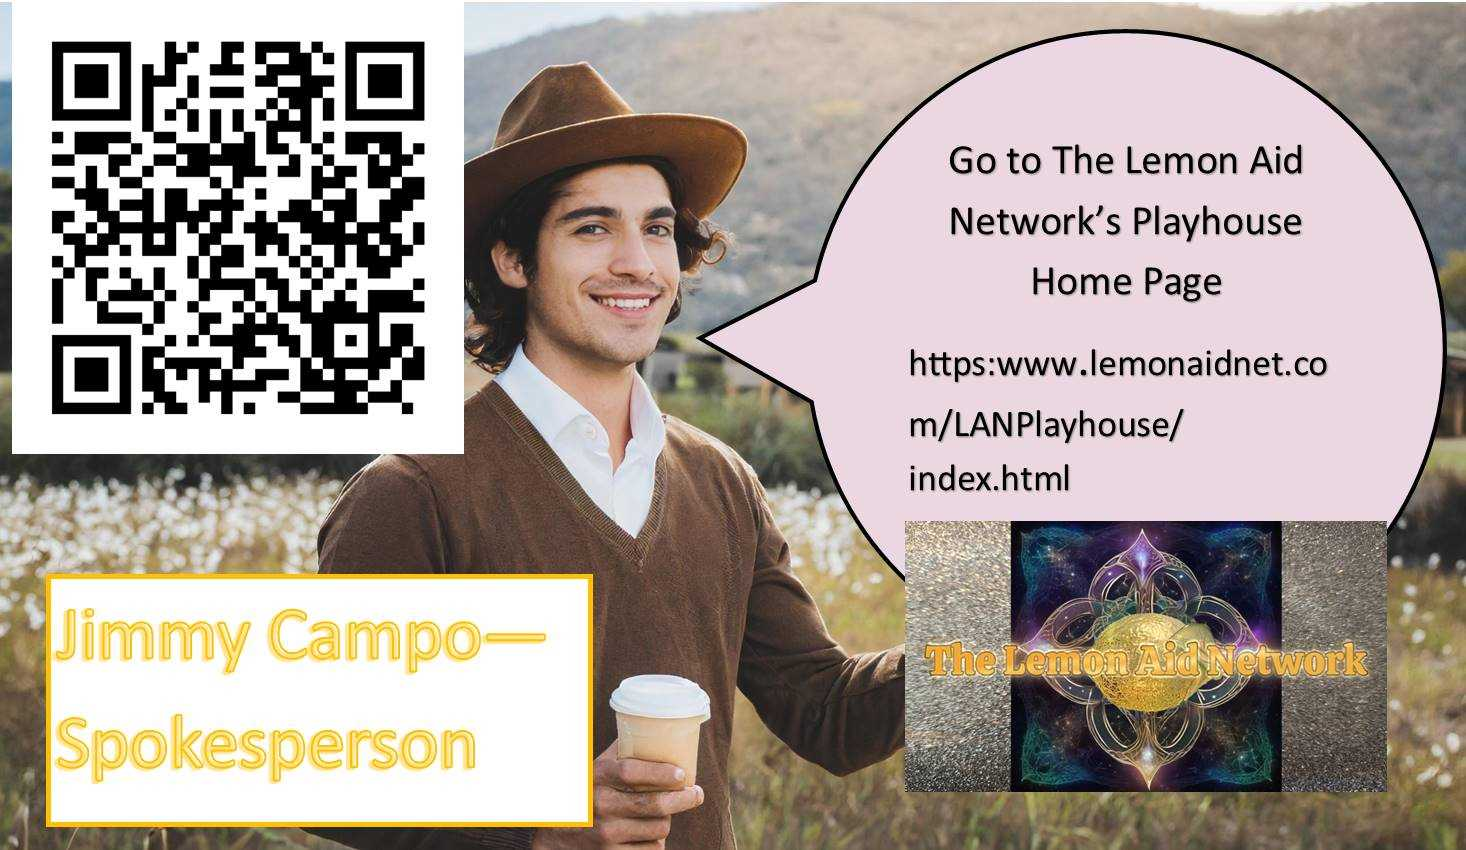 Go to The Lemon Aid
Network’s Playhouse
Home Page
https:www.lemonaidnet.co
m/LANPlayhouse/
index.html
The Lemon Aid Network
Jimmy Campo—
Spokesperson